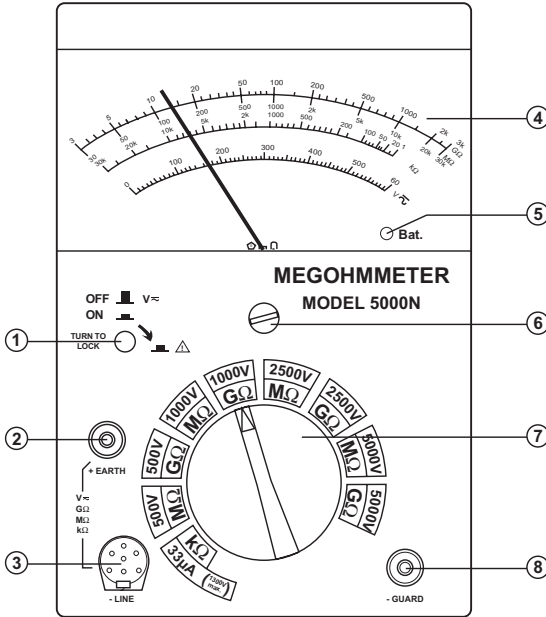 3 5 10 20 50 100 200 500 1000 2k 3k GΩ
30 50 100 200 500 1000 2k 5k 10k 20k 30k MΩ
30k 20k 10k 5k 2k 1000 500 200 100 50 20 1 kΩ
0 100 200 300 400 500 60 V
4
5
Bat.
MEGOHMMETER
MODEL 5000N
OFF V
ON
TURN TO
LOCK
1
6
2
+ EARTH
V
GΩ
MΩ
kΩ
3
- LINE
33µA (1300V max.)
kΩ
500V MΩ
500V GΩ
1000V MΩ
1000V GΩ
2500V MΩ
2500V GΩ
5000V MΩ
5000V GΩ
7
8
- GUARD